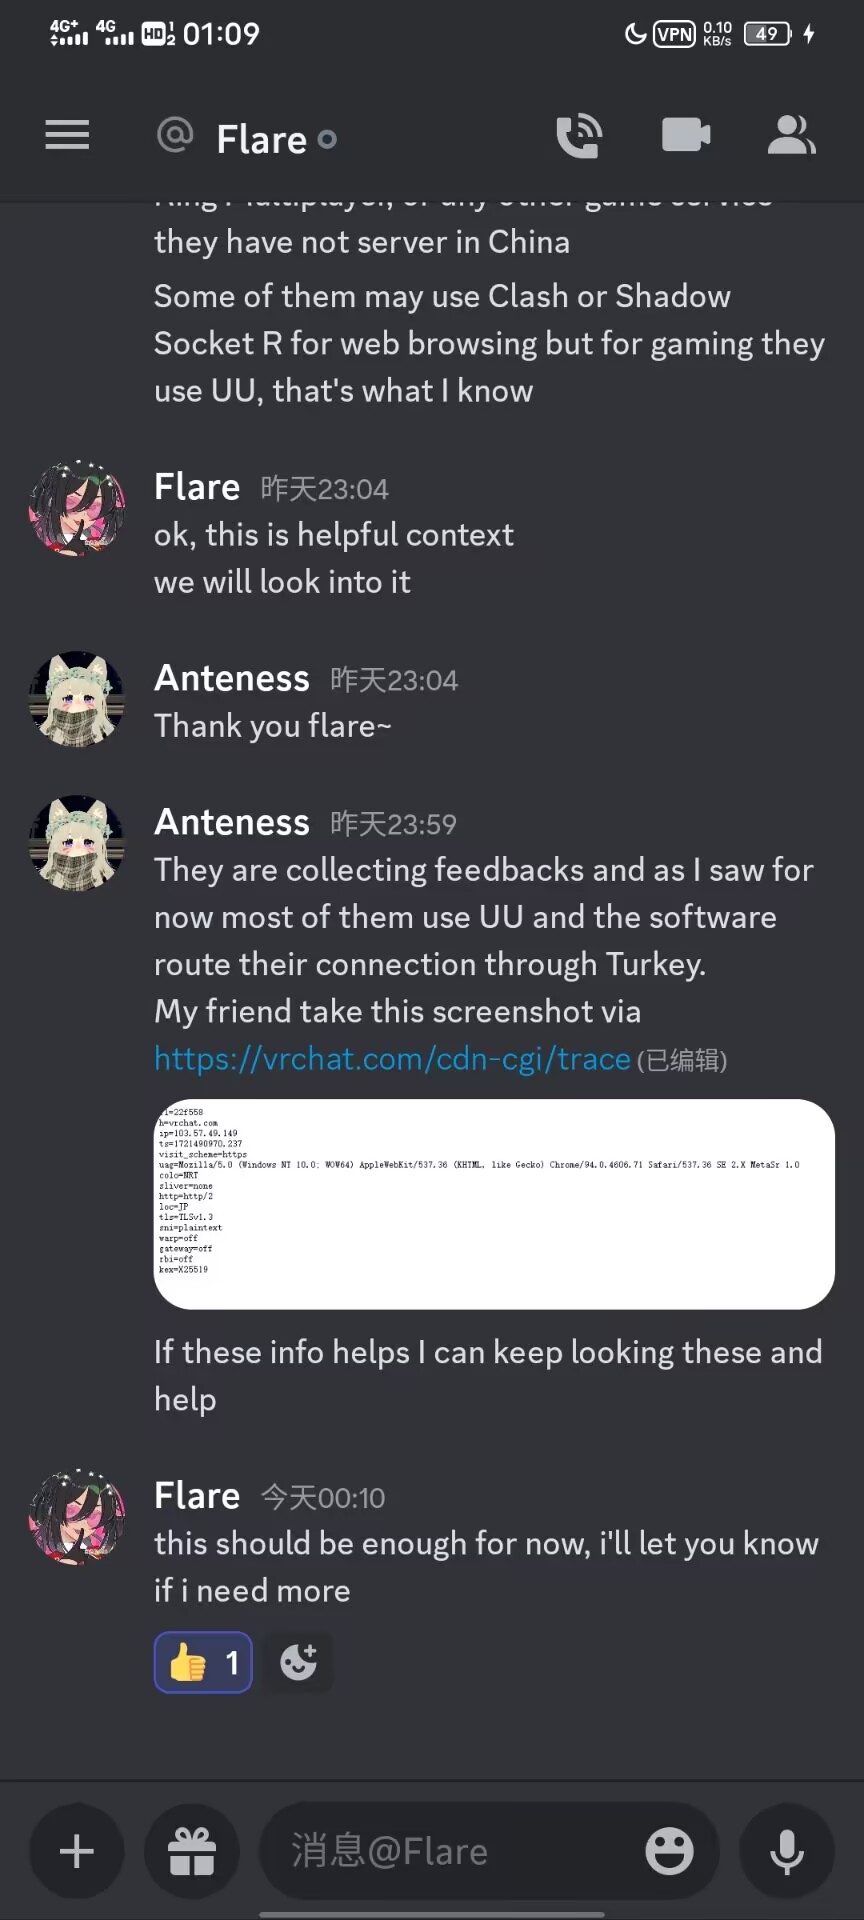 4G+ 4G HD 1 2 01:09 VPN 0.10 KB/s 49
@ Flare
they have not server in China
Some of them may use Clash or Shadow
Socket R for web browsing but for gaming they
use UU, that's what I know
Flare 昨天23:04
ok, this is helpful context
we will look into it
Anteness 昨天23:04
Thank you flare~
Anteness 昨天23:59
They are collecting feedbacks and as I saw for
now most of them use UU and the software
route their connection through Turkey.
My friend take this screenshot via
https://vrchat.com/cdn-cgi/trace (已编辑)
fl=22f558
h=vrchat.com
ip=103.57.49.149
ts=1721490970.237
visit_scheme=https
uag=Mozilla/5.0 (Windows NT 10.0; WOW64) AppleWebKit/537.36 (KHTML, like Gecko) Chrome/94.0.4606.71 Safari/537.36 SE 2.X MetaSr 1.0
colo=NRT
sliver=none
http=http/2
loc=JP
tls=TLSv1.3
sni=plaintext
warp=off
gateway=off
rbi=off
kex=X25519
If these info helps I can keep looking these and
help
Flare 今天00:10
this should be enough for now, i'll let you know
if i need more
1
消息@Flare